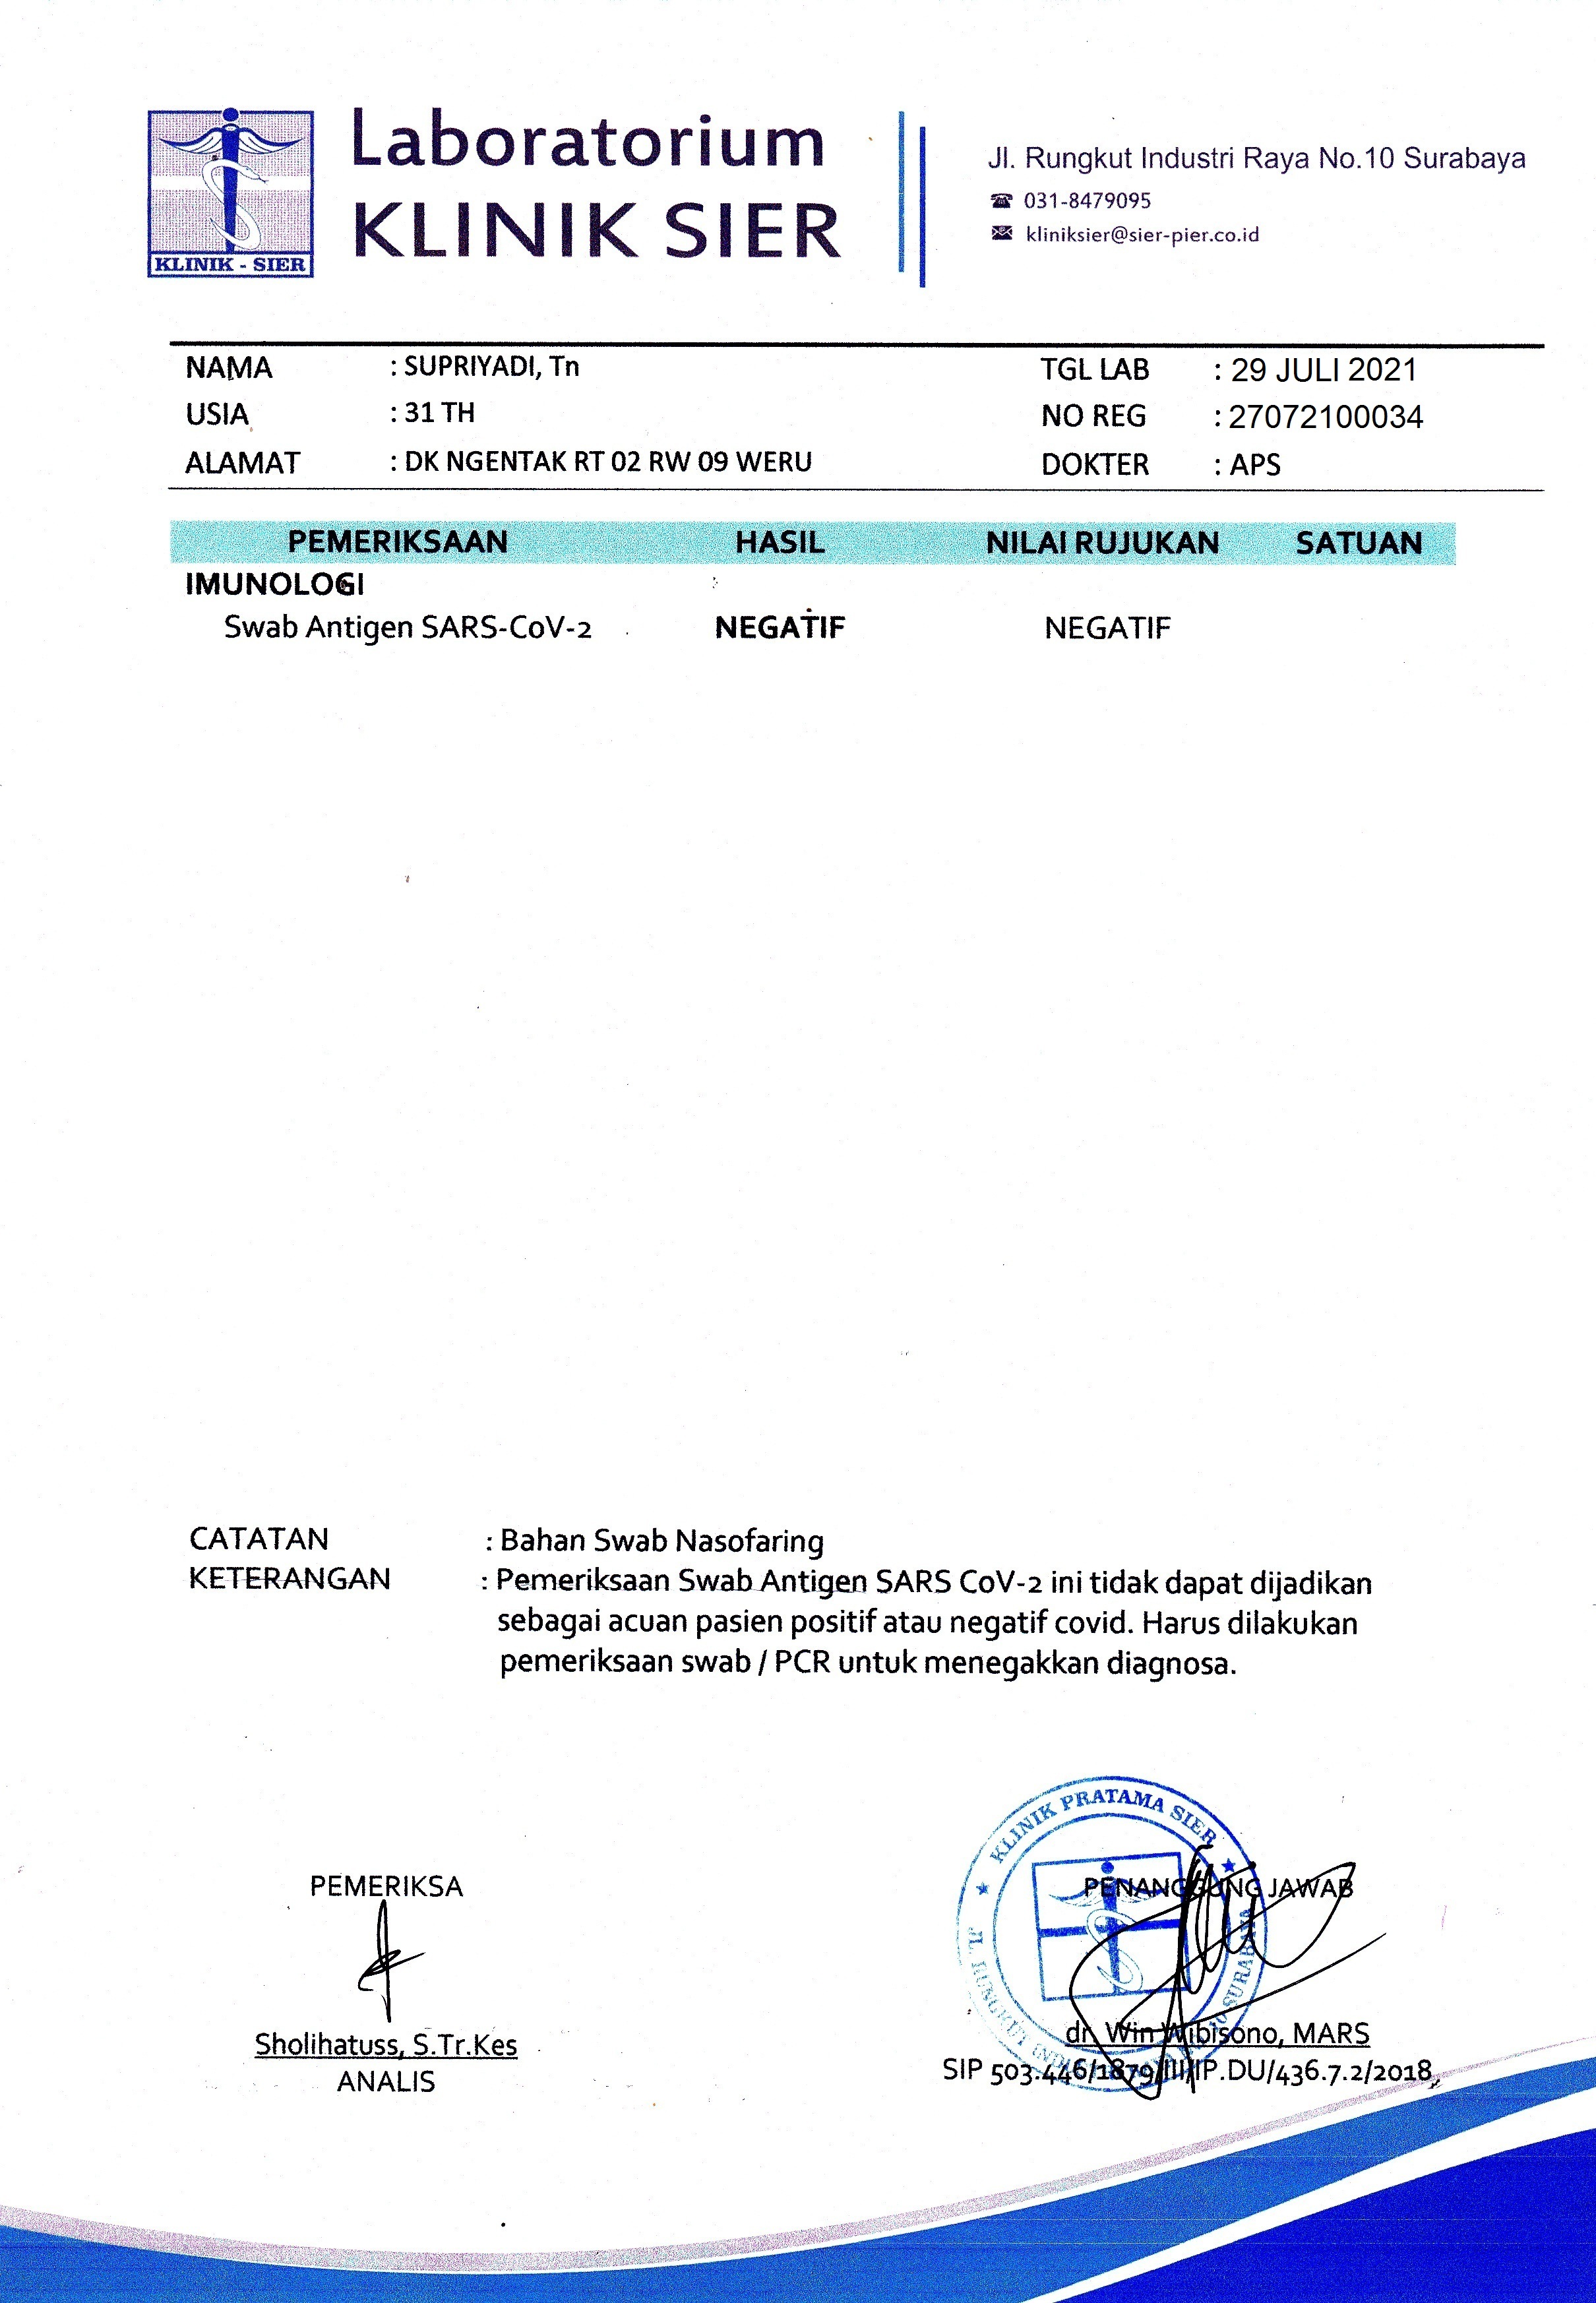 Laboratorium
KLINIK SIER
KLINIK - SIER
Jl. Rungkut Industri Raya No.10 Surabaya
031-8479095
kliniksier@sier-pier.co.id
NAMA : SUPRIYADI, Tn TGL LAB : 29 JULI 2021
USIA : 31 TH NO REG : 27072100034
ALAMAT : DK NGENTAK RT 02 RW 09 WERU DOKTER : APS
PEMERIKSAAN HASIL NILAI RUJUKAN SATUAN
IMUNOLOGI
Swab Antigen SARS-CoV-2 NEGATIF NEGATIF
CATATAN : Bahan Swab Nasofaring
KETERANGAN : Pemeriksaan Swab Antigen SARS CoV-2 ini tidak dapat dijadikan
sebagai acuan pasien positif atau negatif covid. Harus dilakukan
pemeriksaan swab / PCR untuk menegakkan diagnosa.
KLINIK PRATAMA SIER
JL. RUNGKUT INDUSTRI RAYA NO. 10 SURABAYA
PEMERIKSA PENANGGUNG JAWAB
Sholihatuss, S.Tr.Kes dr. Win Wibisono, MARS
ANALIS SIP 503.446/1879/III/IP.DU/436.7.2/2018